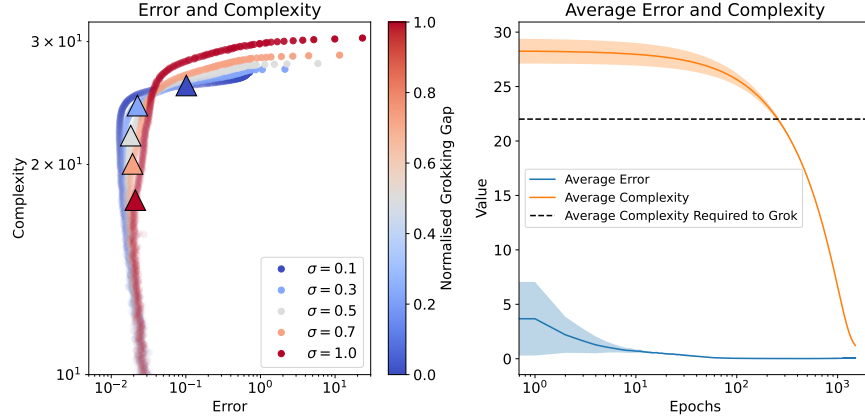 Error and Complexity
3 × 10¹
2 × 10¹
10¹
Complexity
10⁻²
10⁻¹
10⁰
10¹
Error
σ = 0.1
σ = 0.3
σ = 0.5
σ = 0.7
σ = 1.0
1.0
0.8
0.6
0.4
0.2
0.0
Normalised Grokking Gap
Average Error and Complexity
30
25
20
15
10
5
0
Value
10⁰
10¹
10²
10³
Epochs
Average Error
Average Complexity
Average Complexity Required to Grok